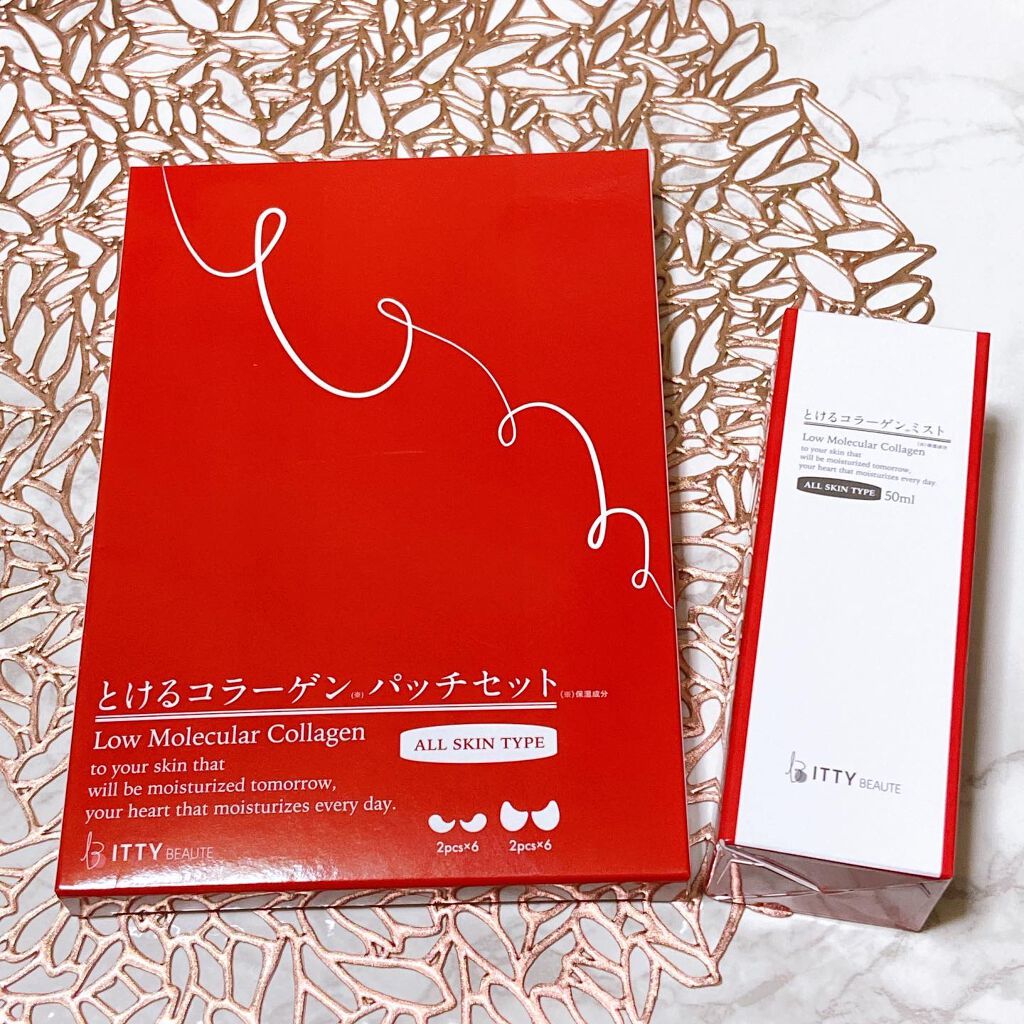 とけるコラーゲン(※)パッチセット(※)保湿成分
Low Molecular Collagen
ALL SKIN TYPE
to your skin that
will be moisturized tomorrow,
your heart that moisturizes every day.
2pcs×6 2pcs×6
b ITTY BEAUTE
とけるコラーゲン(※)ミスト
(※)保湿成分
Low Molecular Collagen
to your skin that
will be moisturized tomorrow,
your heart that moisturizes every day.
ALL SKIN TYPE 50ml
b ITTY BEAUTE